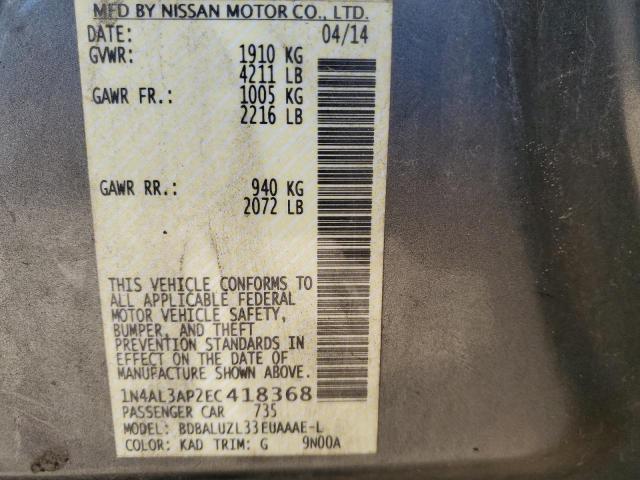 MFD BY NISSAN MOTOR CO., LTD.
DATE: 04/14
GVWR: 1910 KG
4211 LB
GAWR FR.: 1005 KG
2216 LB
GAWR RR.: 940 KG
2072 LB
THIS VEHICLE CONFORMS TO
ALL APPLICABLE FEDERAL
MOTOR VEHICLE SAFETY,
BUMPER, AND THEFT
PREVENTION STANDARDS IN
EFFECT ON THE DATE OF
MANUFACTURE SHOWN ABOVE.
1N4AL3AP2EC418368
PASSENGER CAR 735
MODEL: BDBALUZL33EUAAAE-L
COLOR: KAD TRIM: G 9N00A